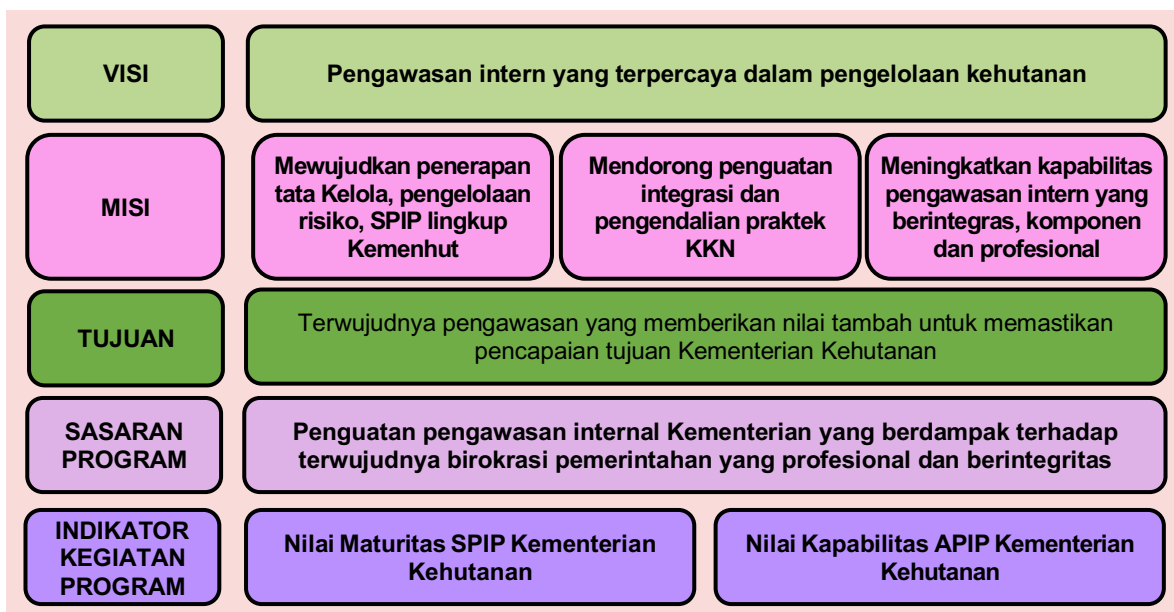 VISI
Pengawasan intern yang terpercaya dalam pengelolaan kehutanan
MISI
Mewujudkan penerapan
tata Kelola, pengelolaan
risiko, SPIP lingkup
Kemenhut
Mendorong penguatan
integrasi dan
pengendalian praktek
KKN
Meningkatkan kapabilitas
pengawasan intern yang
berintegras, komponen
dan profesional
TUJUAN
Terwujudnya pengawasan yang memberikan nilai tambah untuk memastikan
pencapaian tujuan Kementerian Kehutanan
SASARAN
PROGRAM
Penguatan pengawasan internal Kementerian yang berdampak terhadap
terwujudnya birokrasi pemerintahan yang profesional dan berintegritas
INDIKATOR
KEGIATAN
PROGRAM
Nilai Maturitas SPIP Kementerian
Kehutanan
Nilai Kapabilitas APIP Kementerian
Kehutanan